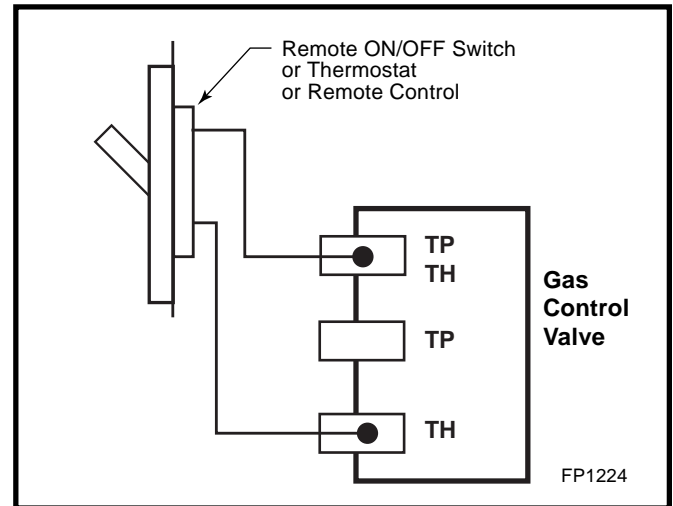 Remote ON/OFF Switch
or Thermostat
or Remote Control
TP
TH
Gas
Control
Valve
TP
TH
FP1224